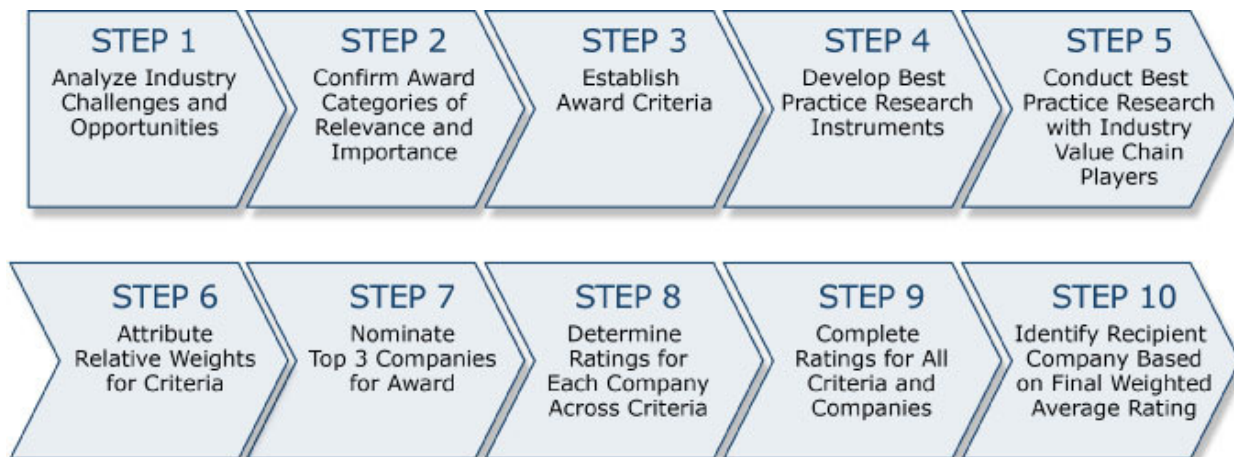 STEP 1
Analyze Industry
Challenges and
Opportunities
STEP 2
Confirm Award
Categories of
Relevance and
Importance
STEP 3
Establish
Award Criteria
STEP 4
Develop Best
Practice Research
Instruments
STEP 5
Conduct Best
Practice Research
with Industry
Value Chain
Players
STEP 6
Attribute
Relative Weights
for Criteria
STEP 7
Nominate
Top 3 Companies
for Award
STEP 8
Determine
Ratings for
Each Company
Across Criteria
STEP 9
Complete
Ratings for All
Criteria and
Companies
STEP 10
Identify Recipient
Company Based
on Final Weighted
Average Rating